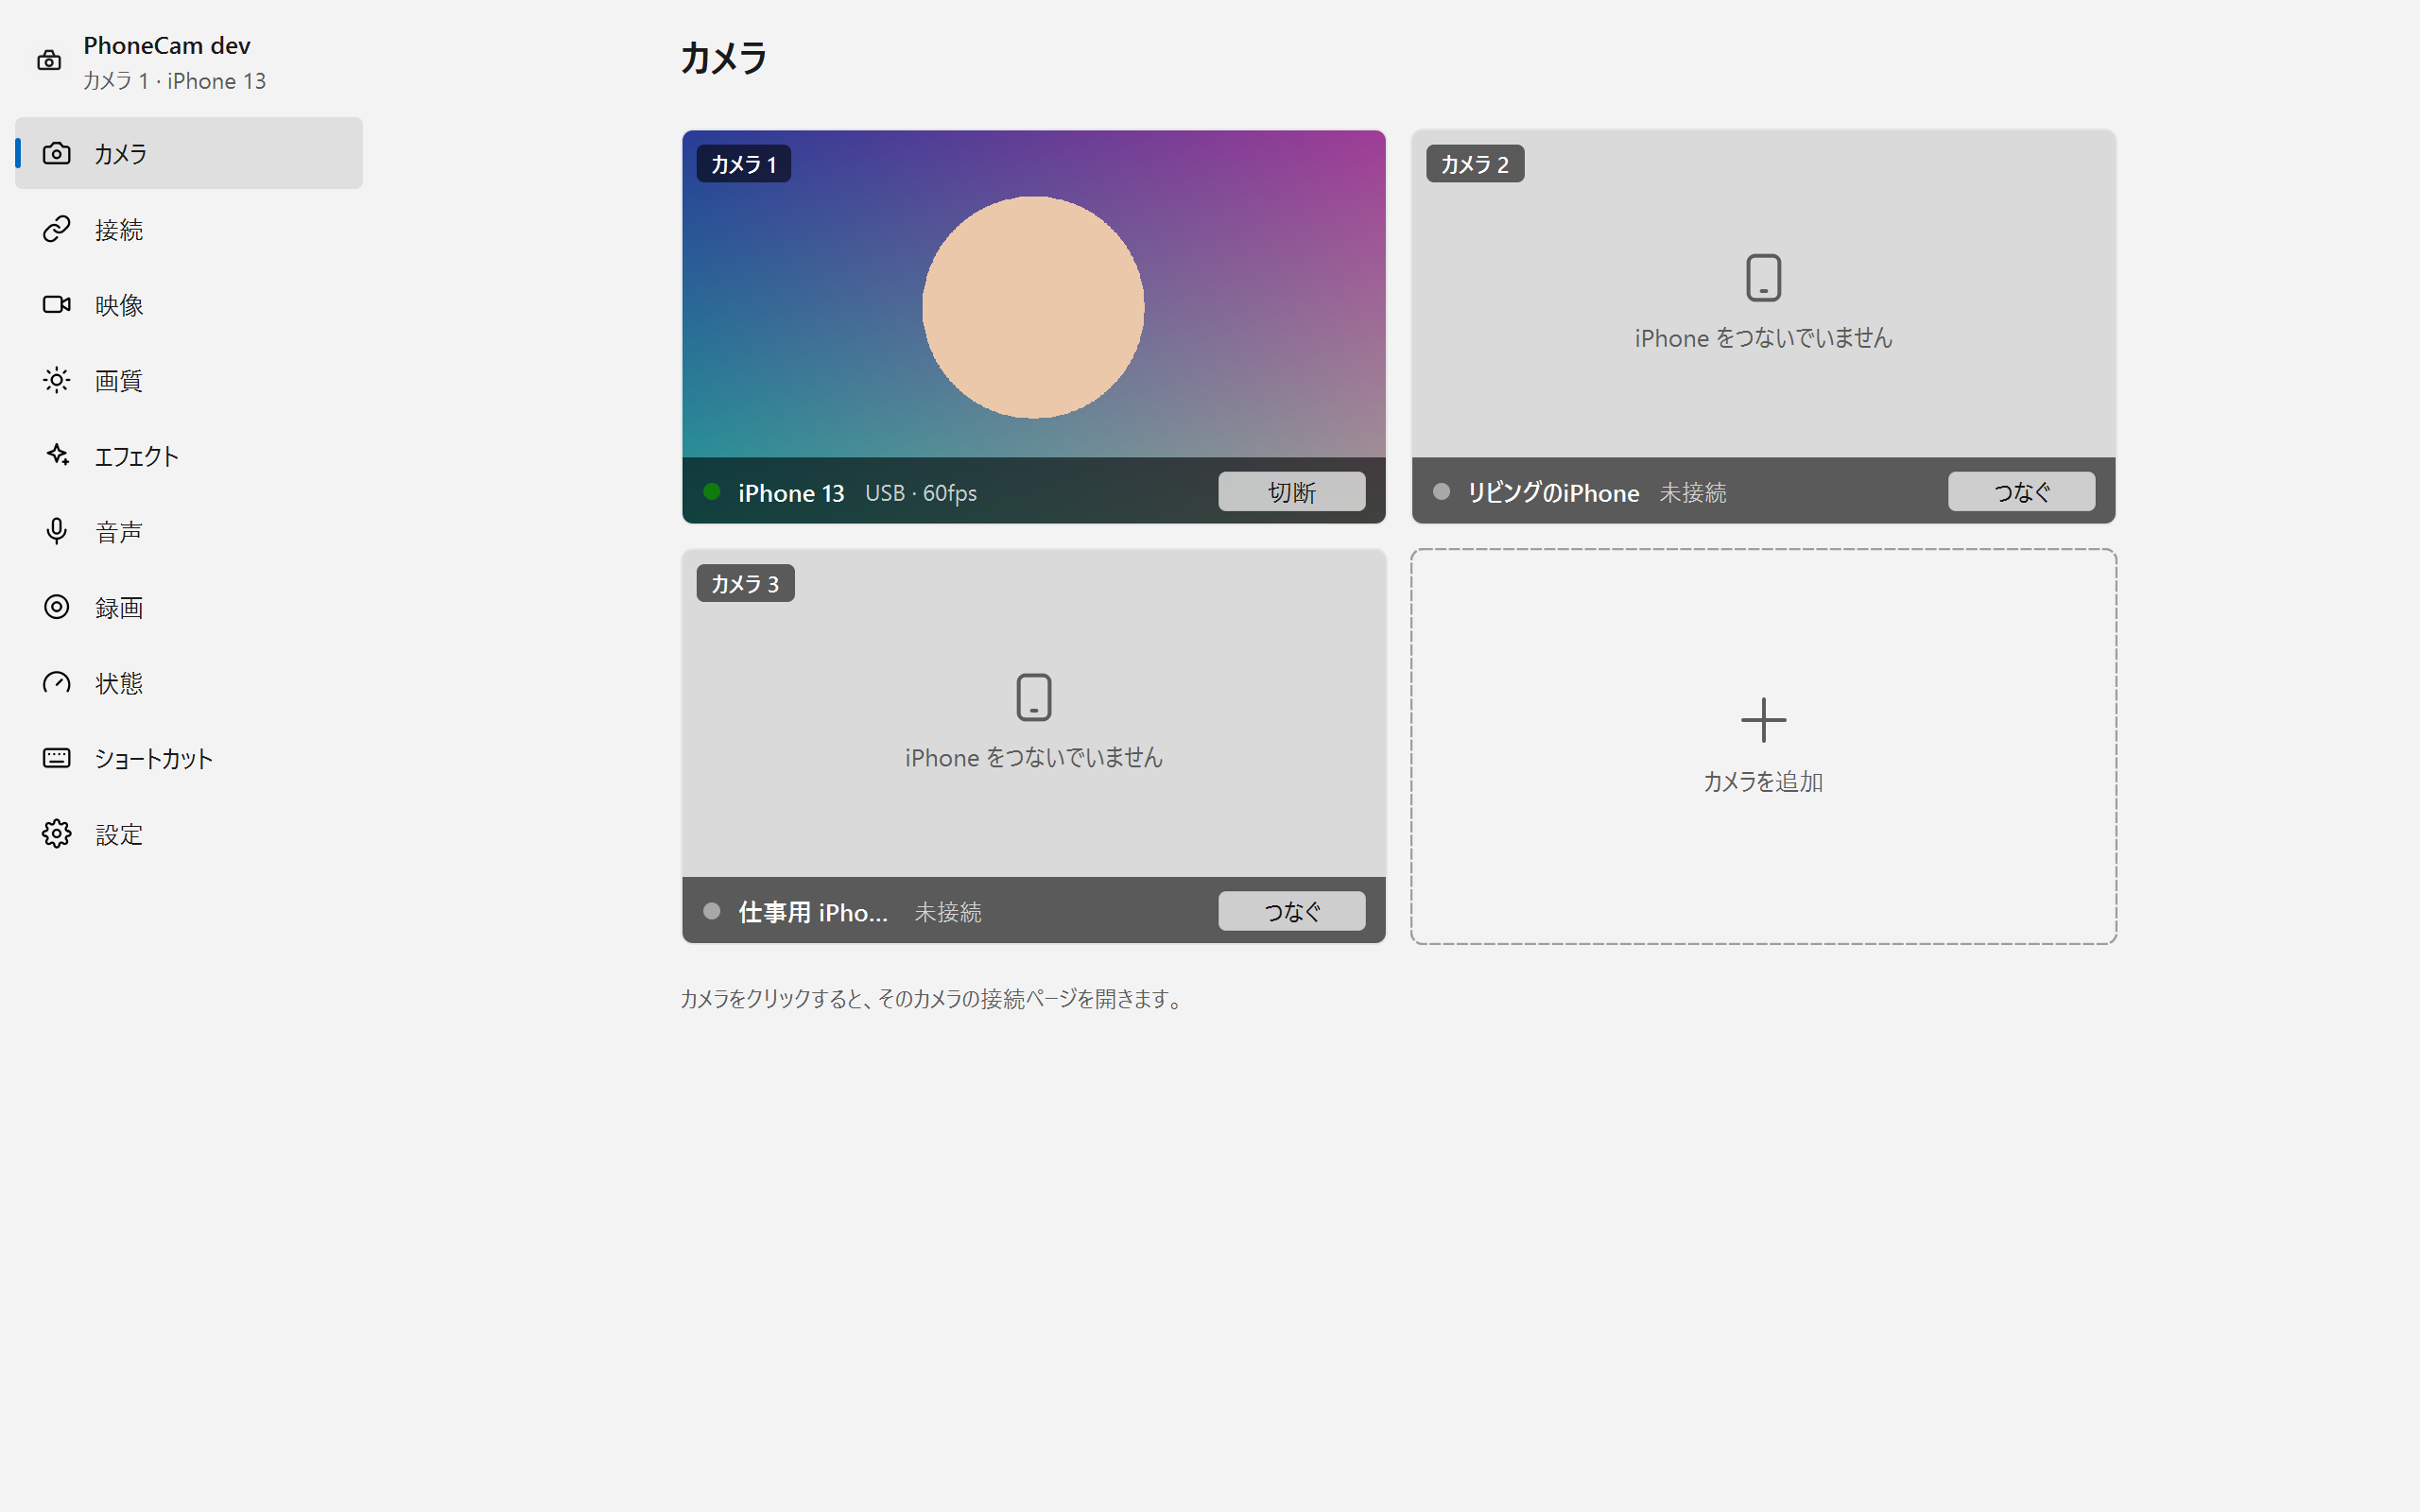 PhoneCam dev
カメラ 1 · iPhone 13
カメラ
接続
映像
画質
エフェクト
音声
録画
状態
ショートカット
設定
カメラ
カメラ 1
iPhone 13 USB · 60fps 切断
カメラ 2
iPhone をつないでいません
リビングのiPhone 未接続 つなぐ
カメラ 3
iPhone をつないでいません
仕事用 iPho... 未接続 つなぐ
カメラを追加
カメラをクリックすると、そのカメラの接続ページを開きます。